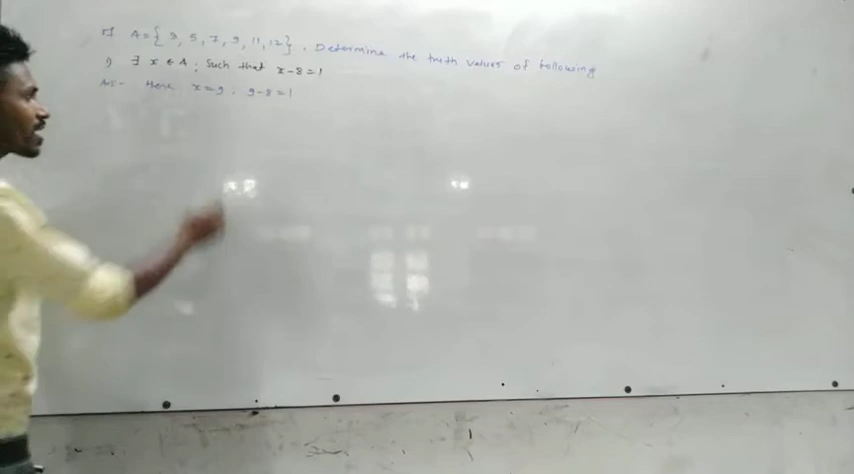 If A = { 3, 5, 7, 9, 11, 12 } . Determine the truth values of following
i) ∃ x ∈ A ; such that x - 8 = 1
Ans:- Here x = 9 ; 9 - 8 = 1